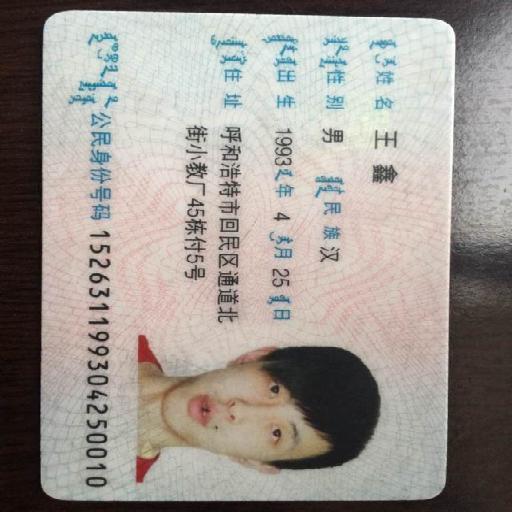 姓名 王鑫
性别 男 民族 汉
出生 1993 年 4 月 25 日
住址 呼和浩特市回民区通道北
街小教厂45栋付5号
公民身份号码 152631199304250010